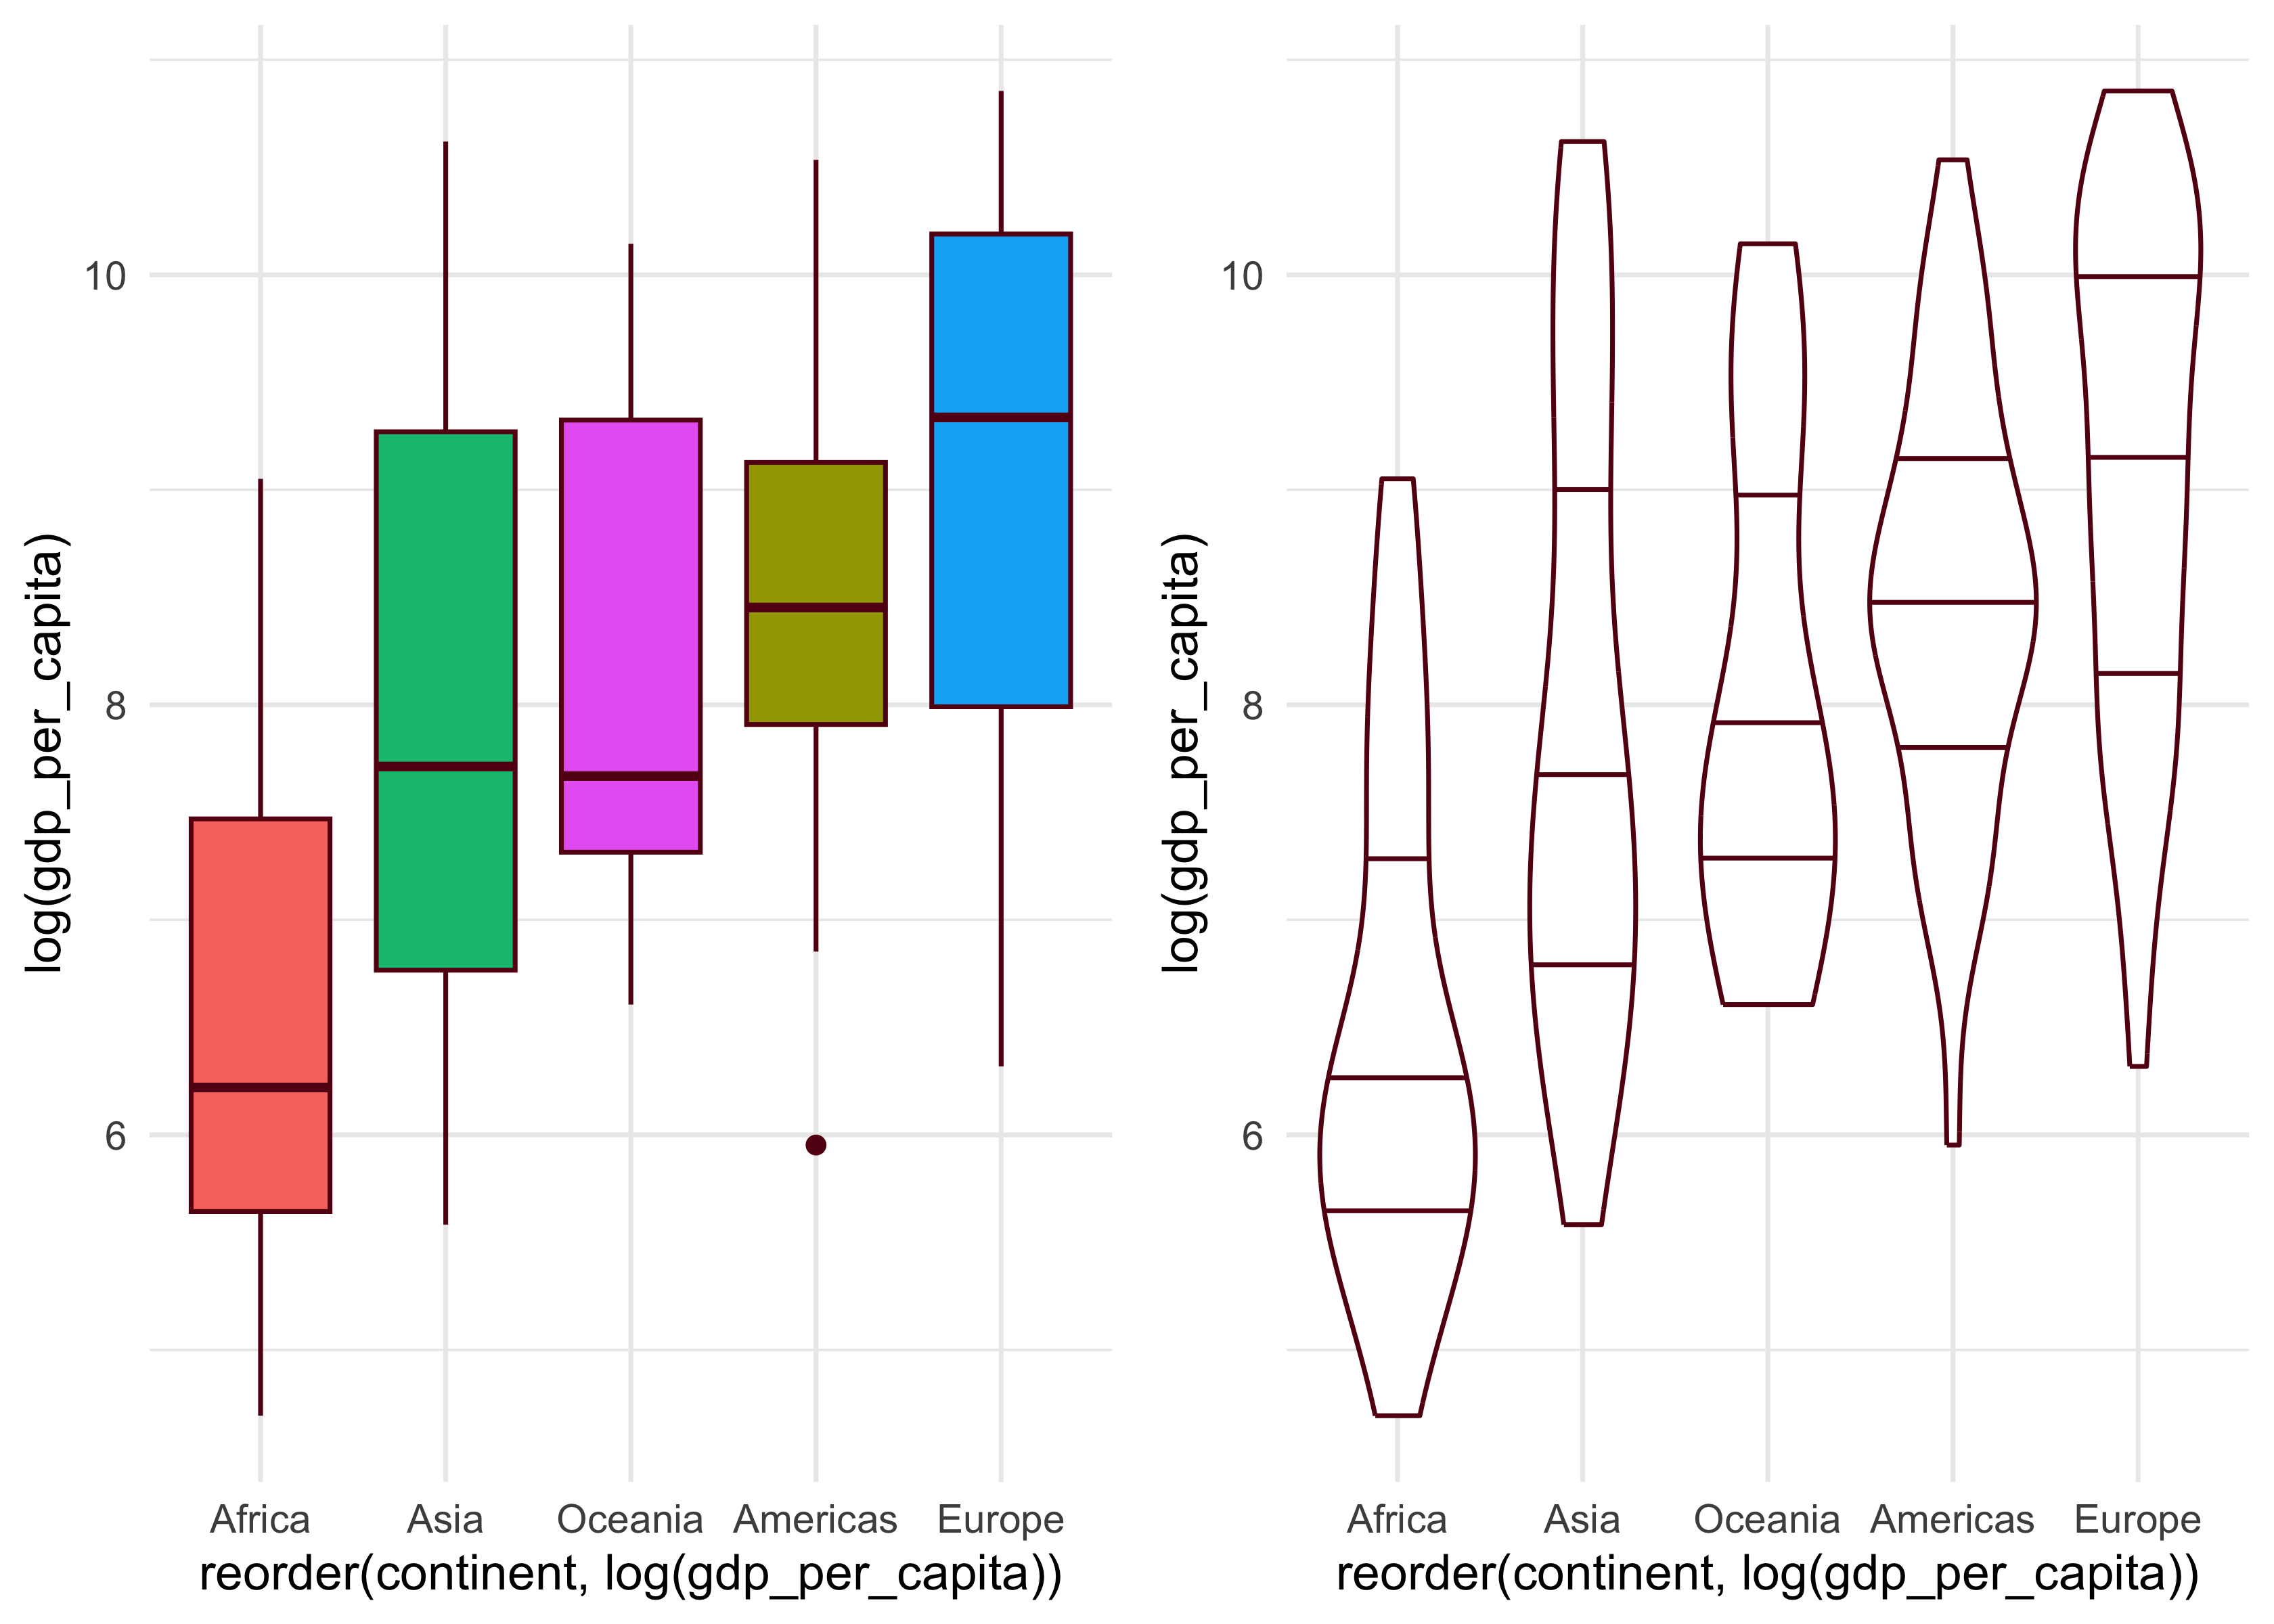 log(gdp_per_capita)
10
8
6
Africa Asia Oceania Americas Europe
reorder(continent, log(gdp_per_capita))
log(gdp_per_capita)
10
8
6
Africa Asia Oceania Americas Europe
reorder(continent, log(gdp_per_capita))